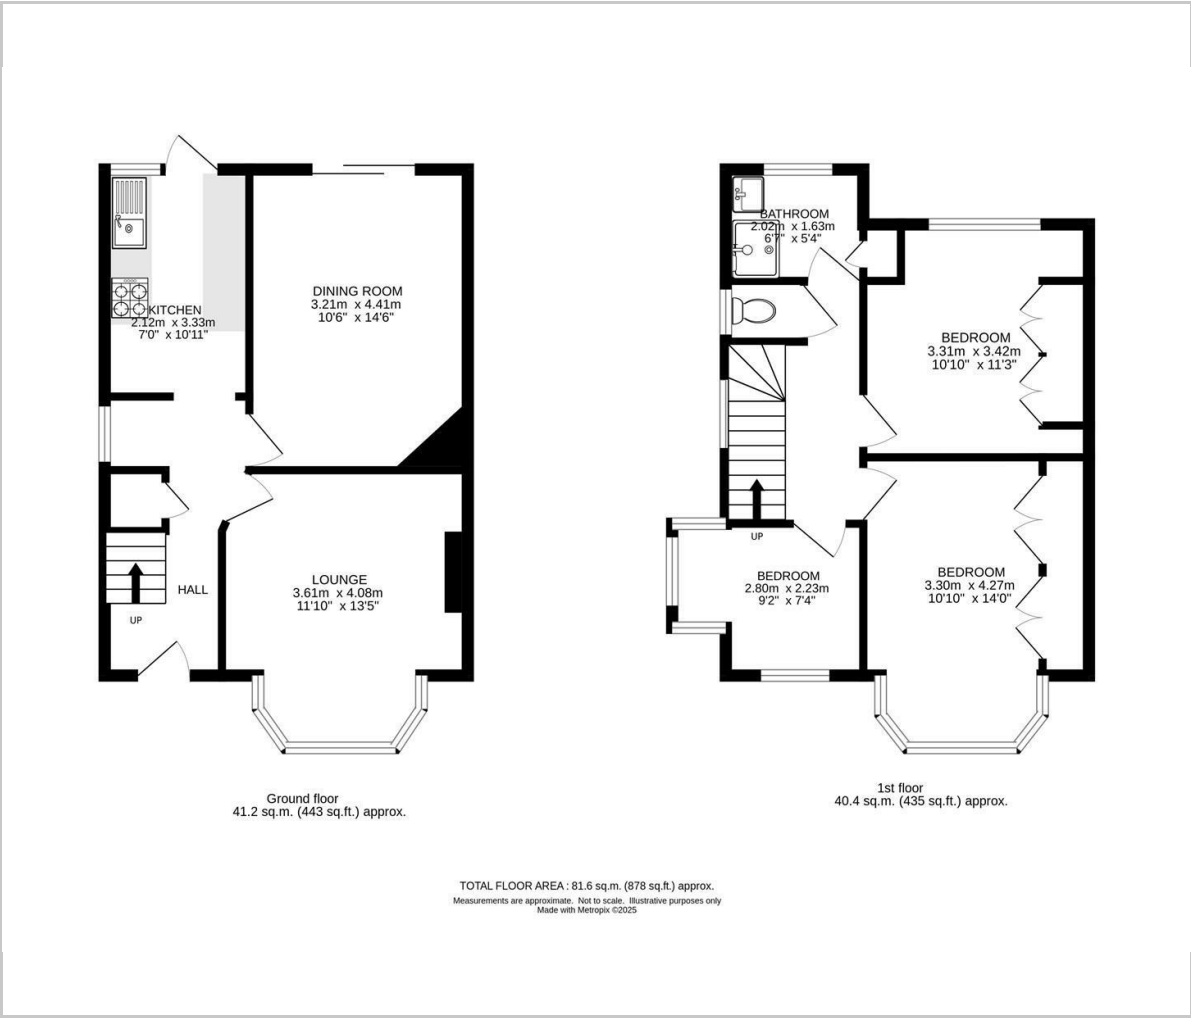 KITCHEN
2.12m x 3.33m
7'0" x 10'11"
DINING ROOM
3.21m x 4.41m
10'6" x 14'6"
HALL
UP
LOUNGE
3.61m x 4.08m
11'10" x 13'5"
Ground floor
41.2 sq.m. (443 sq.ft.) approx.
BATHROOM
2.02m x 1.63m
6'7" x 5'4"
BEDROOM
3.31m x 3.42m
10'10" x 11'3"
UP
BEDROOM
2.80m x 2.23m
9'2" x 7'4"
BEDROOM
3.30m x 4.27m
10'10" x 14'0"
1st floor
40.4 sq.m. (435 sq.ft.) approx.
TOTAL FLOOR AREA : 81.6 sq.m. (878 sq.ft.) approx.
Measurements are approximate. Not to scale. Illustrative purposes only
Made with Metropix ©2025